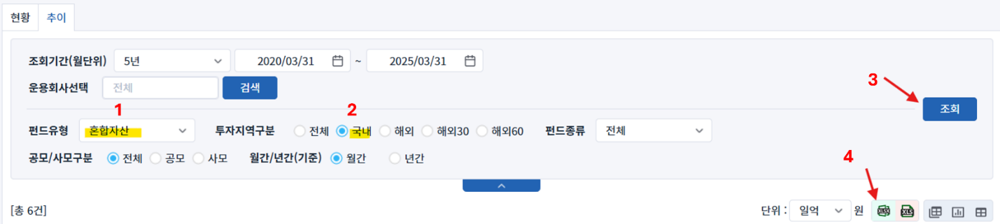 현황 추이
조회기간(월단위) 5년 2020/03/31 ~ 2025/03/31
운용회사선택 전체 검색
3
조회
1 2
펀드유형 혼합자산 투자지역구분 전체 국내 해외 해외30 해외60 펀드종류 전체
공모/사모구분 전체 공모 사모 월간/년간(기준) 월간 년간
4
[총 6건] 단위 : 일억 원 XLSX XLS